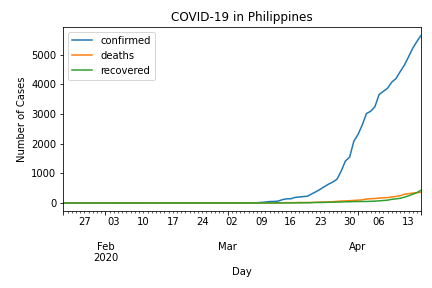 COVID-19 in Philippines
confirmed
deaths
recovered
Number of Cases
5000
4000
3000
2000
1000
0
27 03 10 17 24 02 09 16 23 30 06 13
Feb Mar Apr
2020
Day